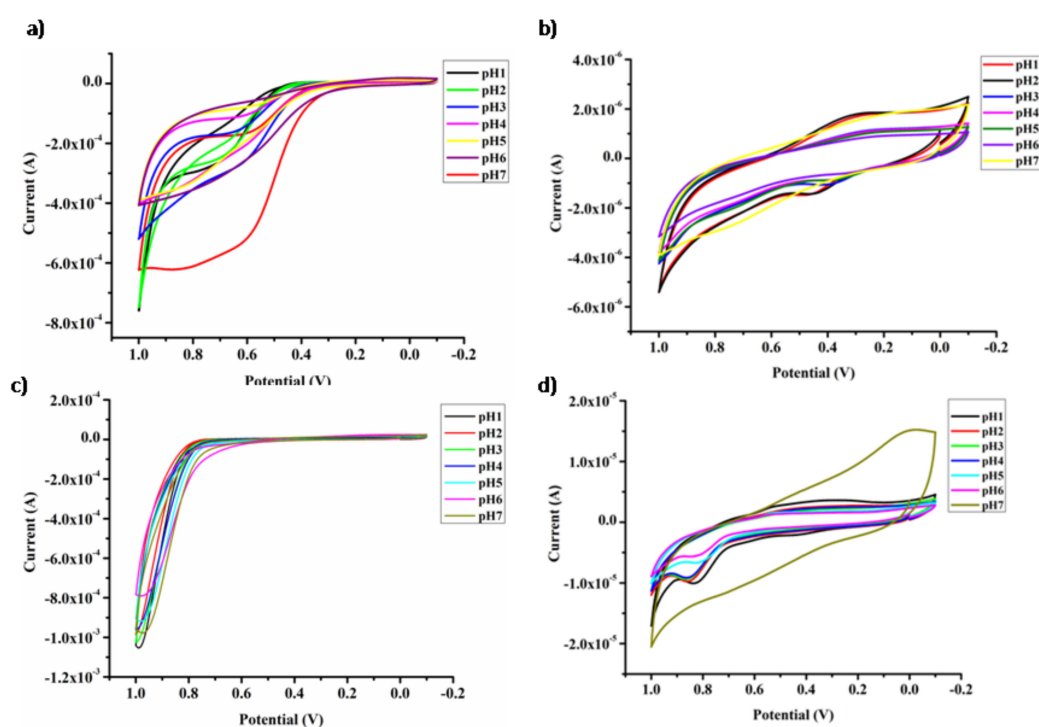 a)
0.0
-2.0x10⁻⁴
-4.0x10⁻⁴
-6.0x10⁻⁴
-8.0x10⁻⁴
Current (A)
1.0 0.8 0.6 0.4 0.2 0.0 -0.2
Potential (V)
pH1
pH2
pH3
pH4
pH5
pH6
pH7
b)
4.0x10⁻⁶
2.0x10⁻⁶
0.0
-2.0x10⁻⁶
-4.0x10⁻⁶
-6.0x10⁻⁶
Current (A)
1.0 0.8 0.6 0.4 0.2 0.0 -0.2
Potential (V)
pH1
pH2
pH3
pH4
pH5
pH6
pH7
c)
2.0x10⁻⁴
0.0
-2.0x10⁻⁴
-4.0x10⁻⁴
-6.0x10⁻⁴
-8.0x10⁻⁴
-1.0x10⁻³
-1.2x10⁻³
Current (A)
1.0 0.8 0.6 0.4 0.2 0.0 -0.2
Potential (V)
pH1
pH2
pH3
pH4
pH5
pH6
pH7
d)
2.0x10⁻⁵
1.0x10⁻⁵
0.0
-1.0x10⁻⁵
-2.0x10⁻⁵
Current (A)
1.0 0.8 0.6 0.4 0.2 0.0 -0.2
Potential (V)
pH1
pH2
pH3
pH4
pH5
pH6
pH7